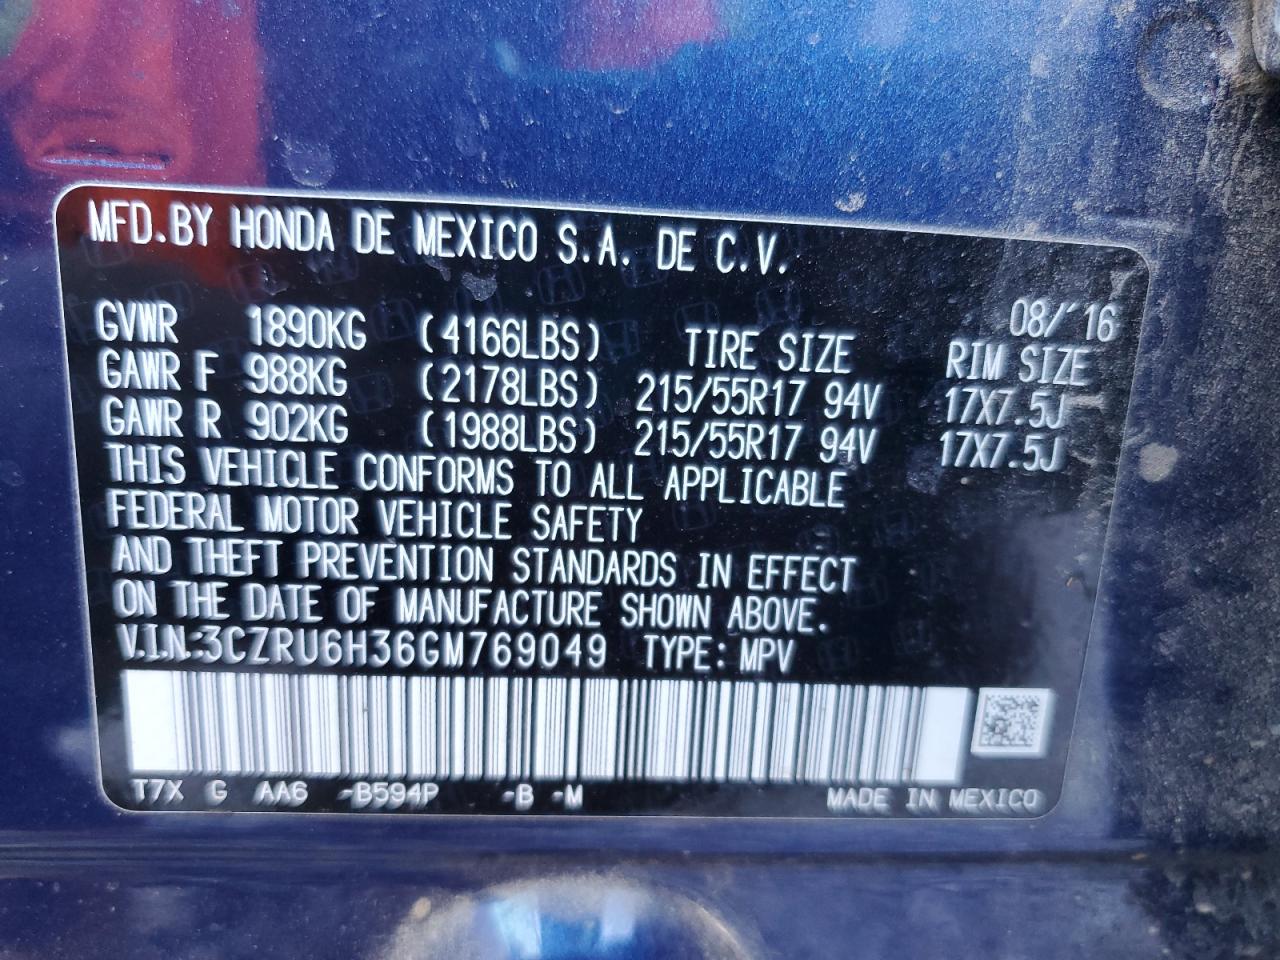 MFD.BY HONDA DE MEXICO S.A. DE C.V.
08/'16
GVWR 1890KG (4166LBS) TIRE SIZE RIM SIZE
GAWR F 988KG (2178LBS) 215/55R17 94V 17X7.5J
GAWR R 902KG (1988LBS) 215/55R17 94V 17X7.5J
THIS VEHICLE CONFORMS TO ALL APPLICABLE
FEDERAL MOTOR VEHICLE SAFETY
AND THEFT PREVENTION STANDARDS IN EFFECT
ON THE DATE OF MANUFACTURE SHOWN ABOVE.
V.I.N.:3CZRU6H36GM769049 TYPE: MPV
T7X G AA6 -B594P -B -M MADE IN MEXICO